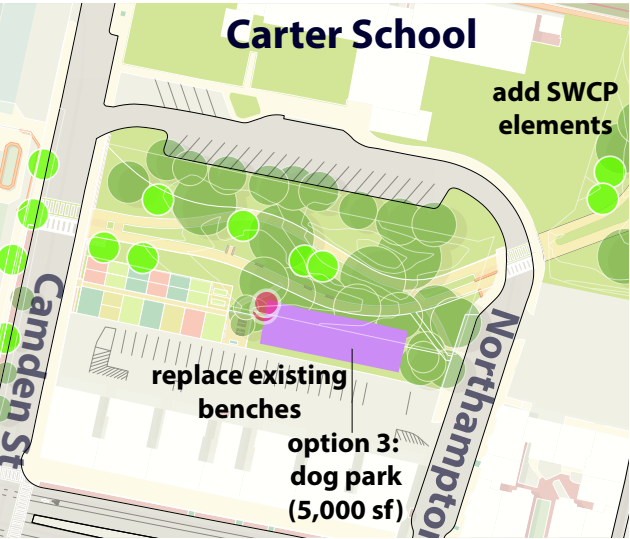 Carter School
add SWCP
elements
Camden St
Northampton
replace existing
benches
option 3:
dog park
(5,000 sf)